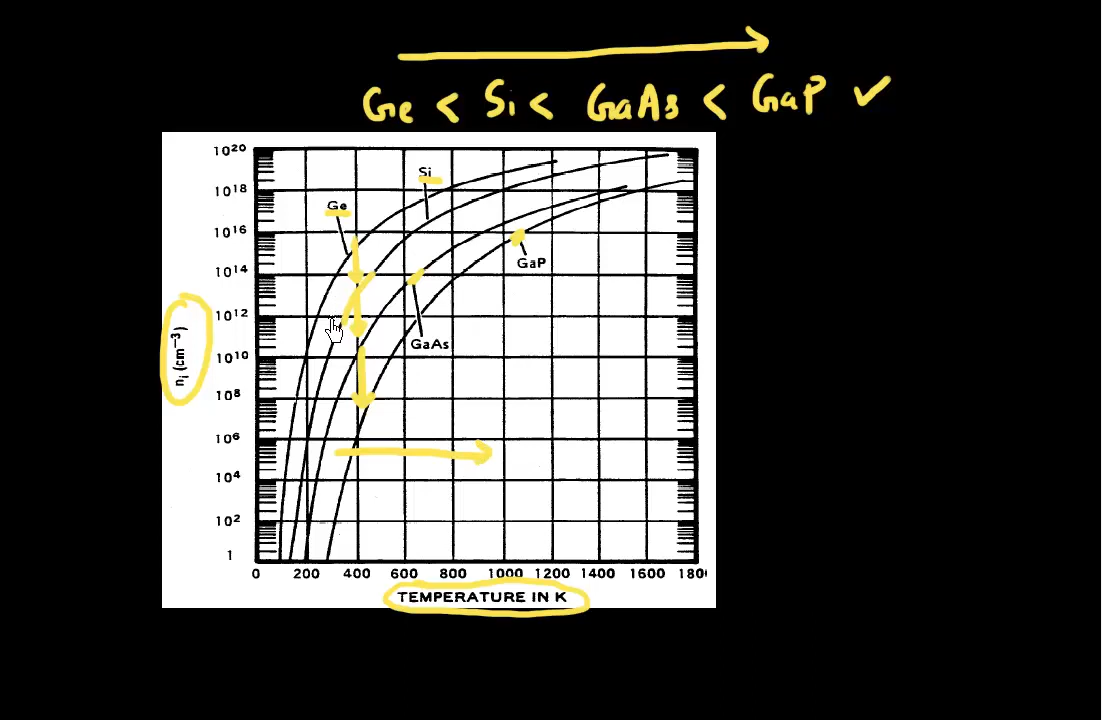 Ge < Si < GaAs < GaP ✓
10²⁰
Si
10¹⁸
Ge
10¹⁶
GaP
10¹⁴
10¹²
GaAs
nᵢ (cm⁻³)
10¹⁰
10⁸
10⁶
10⁴
10²
1
0 200 400 600 800 1000 1200 1400 1600 180
TEMPERATURE IN K